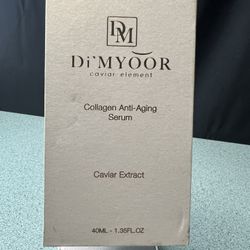 DM
Di'MYOOR
caviar element
Collagen Anti-Aging
Serum
Caviar Extract
40ML - 1.35FL.OZ